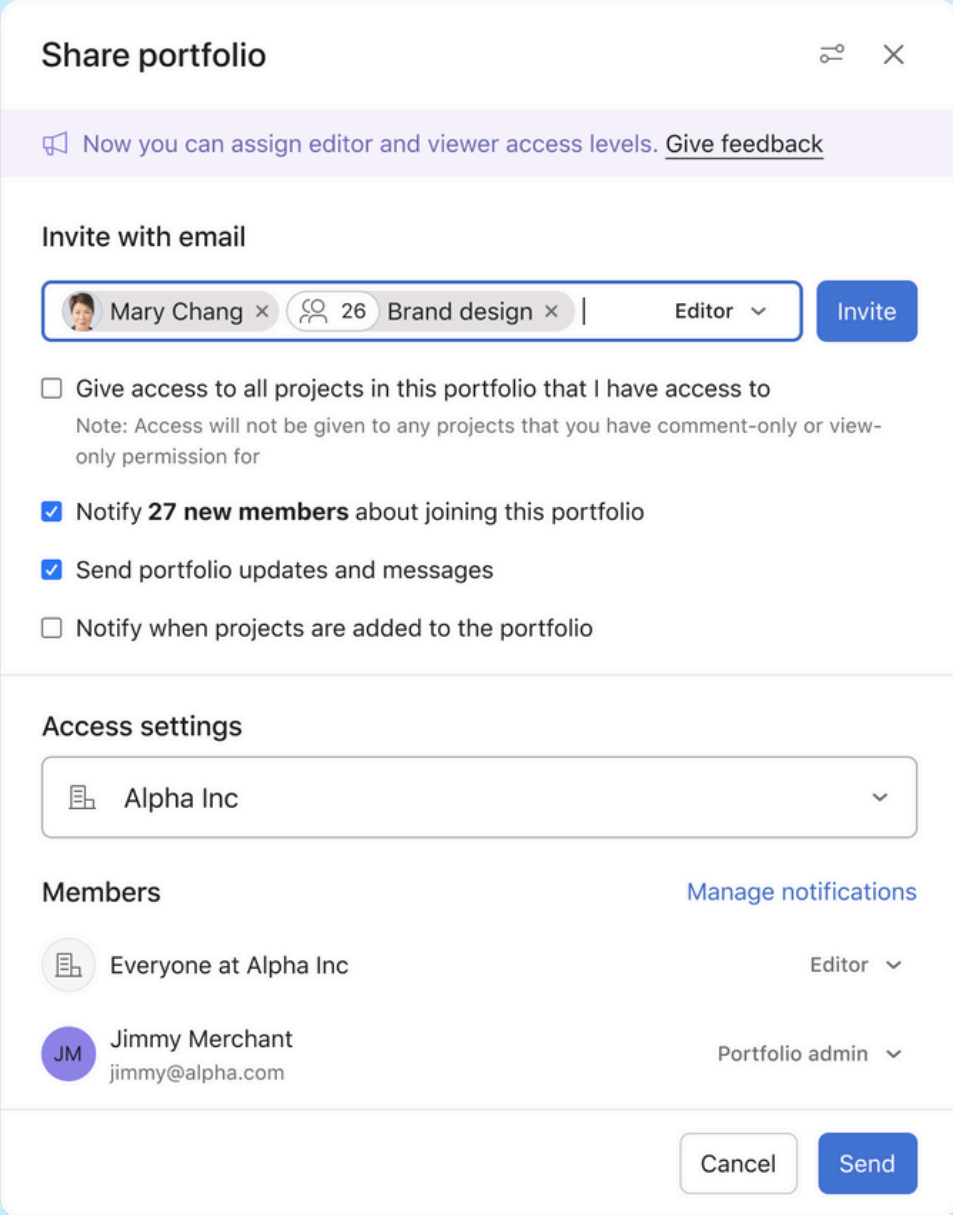 Share portfolio
Now you can assign editor and viewer access levels. Give feedback
Invite with email
Mary Chang 26 Brand design Editor Invite
Give access to all projects in this portfolio that I have access to
Note: Access will not be given to any projects that you have comment-only or view-
only permission for
Notify 27 new members about joining this portfolio
Send portfolio updates and messages
Notify when projects are added to the portfolio
Access settings
Alpha Inc
Members Manage notifications
Everyone at Alpha Inc Editor
Jimmy Merchant
JM Portfolio admin
jimmy@alpha.com
Cancel Send